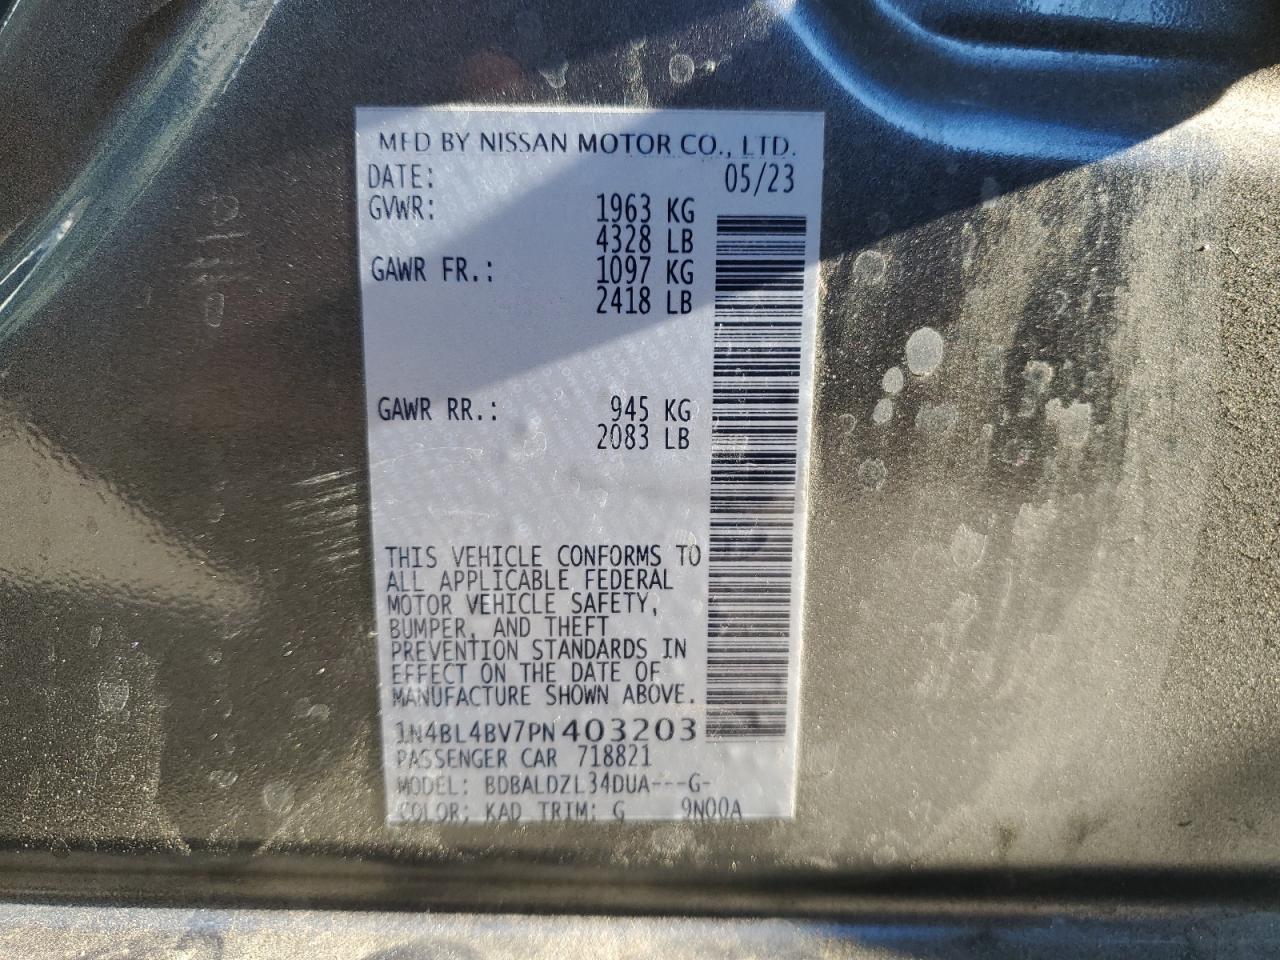 MFD BY NISSAN MOTOR CO., LTD.
DATE: 05/23
GVWR: 1963 KG
4328 LB
GAWR FR.: 1097 KG
2418 LB
GAWR RR.: 945 KG
2083 LB
THIS VEHICLE CONFORMS TO
ALL APPLICABLE FEDERAL
MOTOR VEHICLE SAFETY,
BUMPER, AND THEFT
PREVENTION STANDARDS IN
EFFECT ON THE DATE OF
MANUFACTURE SHOWN ABOVE.
1N4BL4BV7PN403203
PASSENGER CAR 718821
MODEL: BDBALDZL34DUA---G-
COLOR: KAD TRIM: G 9N00A